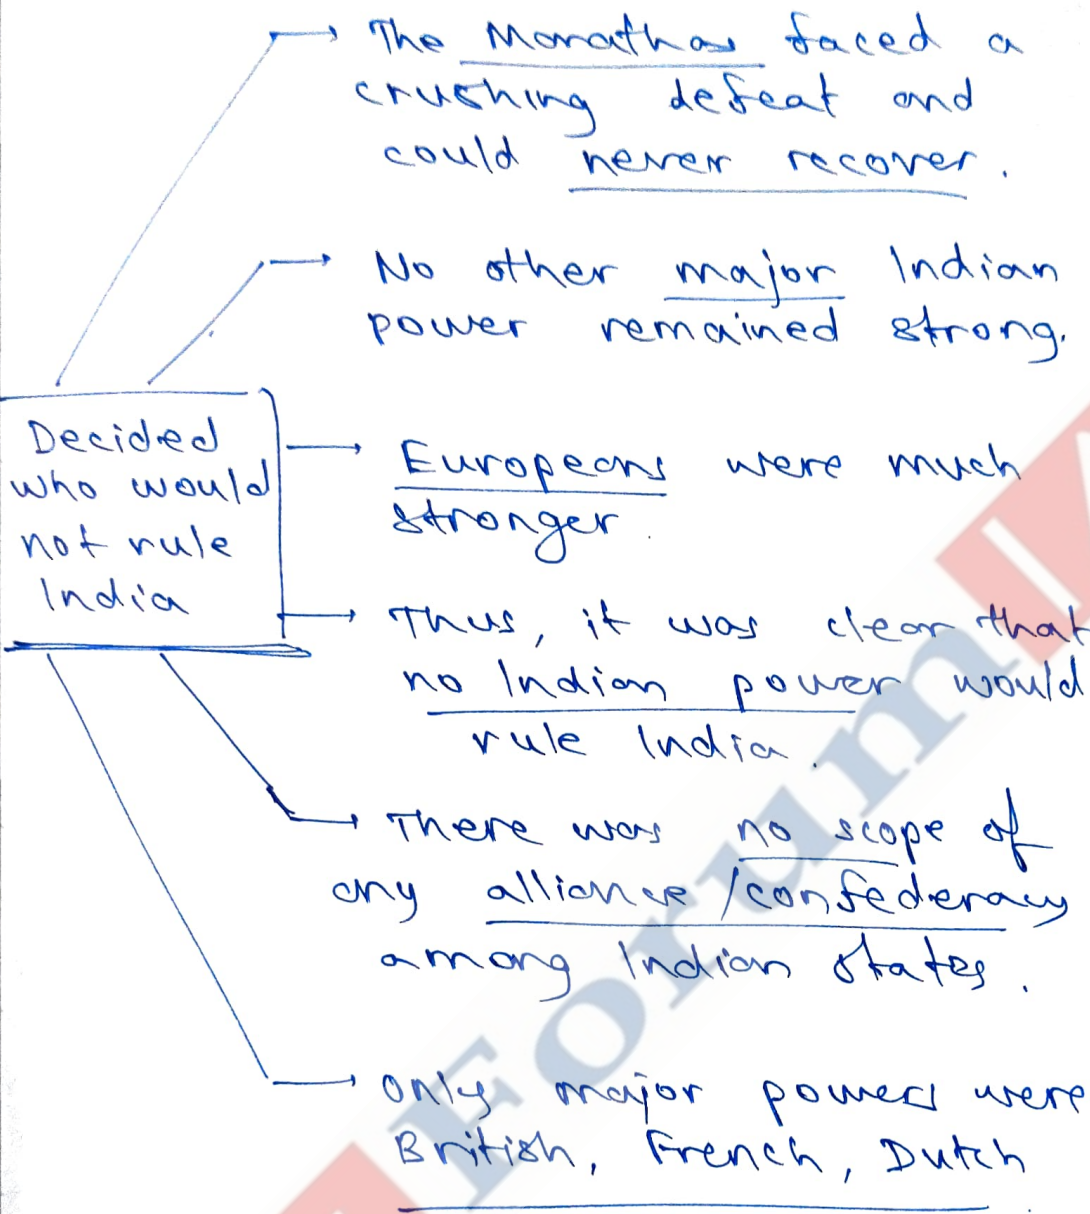 The Marathas faced a
crushing defeat and
could never recover.
No other major Indian
power remained strong.
Decided
who would
not rule
India
Europeans were much
stronger.
Thus, it was clear that
no Indian power would
rule India.
There was no scope of
any alliance/confederacy
among Indian states.
Only major powers were
British, French, Dutch.
Forum